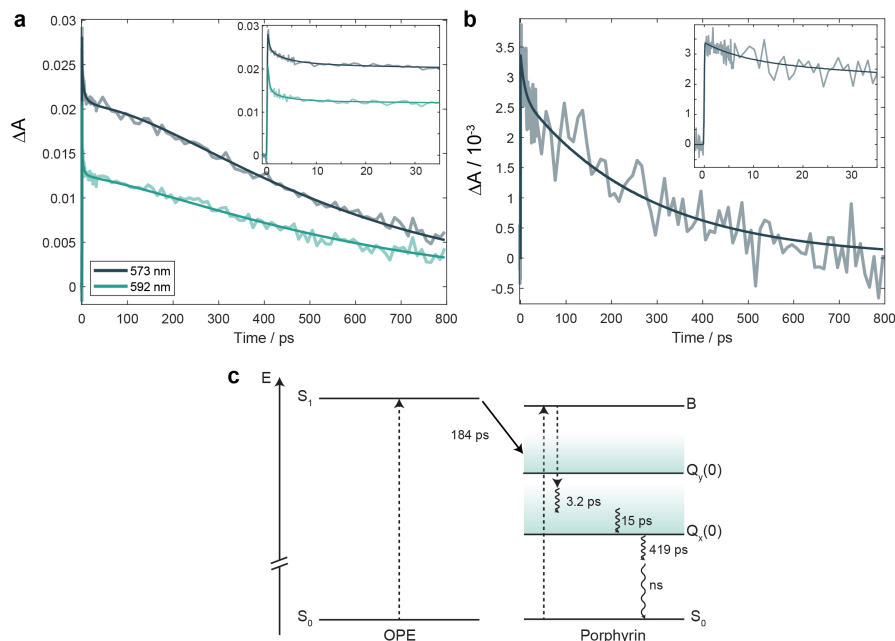 a
0.03
0.025
0.02
0.015
0.01
0.005
0
ΔA
0 100 200 300 400 500 600 700 800
Time / ps
573 nm
592 nm
0.03
0.02
0.01
0
0 10 20 30
b
3.5
3
2.5
2
1.5
1
0.5
0
-0.5
ΔA / 10⁻³
0 100 200 300 400 500 600 700 800
Time / ps
3
2
1
0
0 10 20 30
c
E
S₁
B
184 ps
Qy(0)
3.2 ps
15 ps
Qx(0)
419 ps
ns
S₀
S₀
OPE
Porphyrin